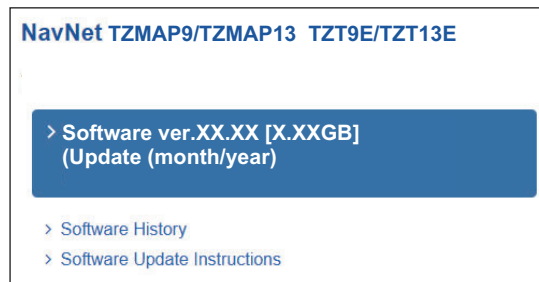 NavNet TZMAP9/TZMAP13 TZT9E/TZT13E
> Software ver.XX.XX [X.XXGB]
(Update (month/year)
> Software History
> Software Update Instructions